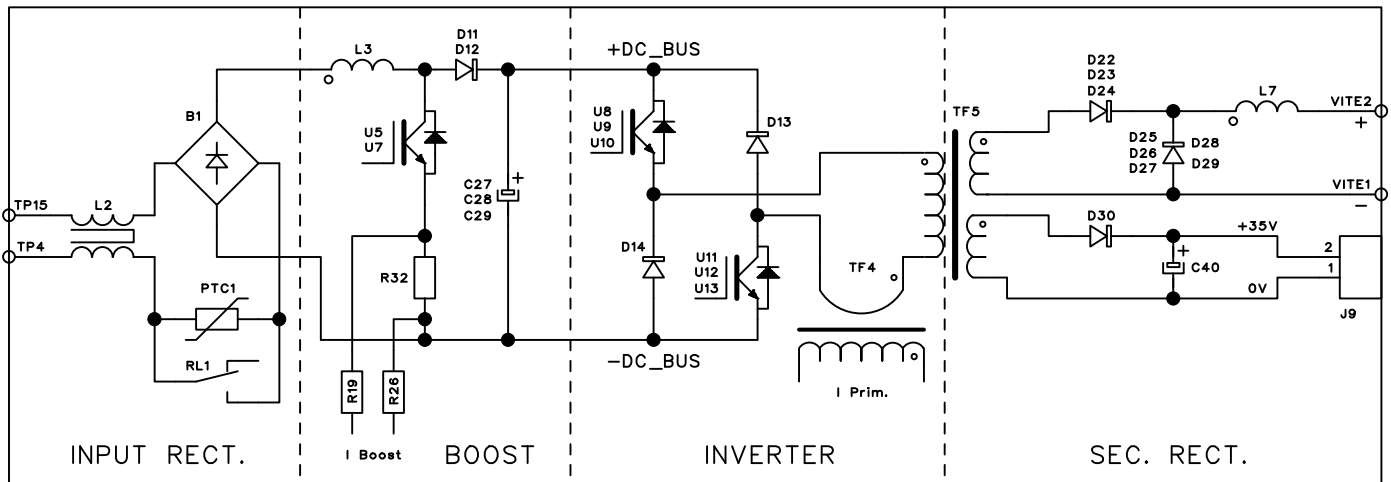 TP15
TP4
L2
B1
PTC1
RL1
INPUT RECT.
L3
D11
D12
U5
U7
C27
C28
C29
+
R32
R19
R26
I Boost
BOOST
+DC_BUS
U8
U9
U10
D13
D14
U11
U12
U13
TF4
-DC_BUS
I Prim.
INVERTER
TF5
D22
D23
D24
L7
VITE2
+
D25
D26
D27
D28
D29
VITE1
-
D30
+35V
+
C40
0V
2
1
J9
SEC. RECT.